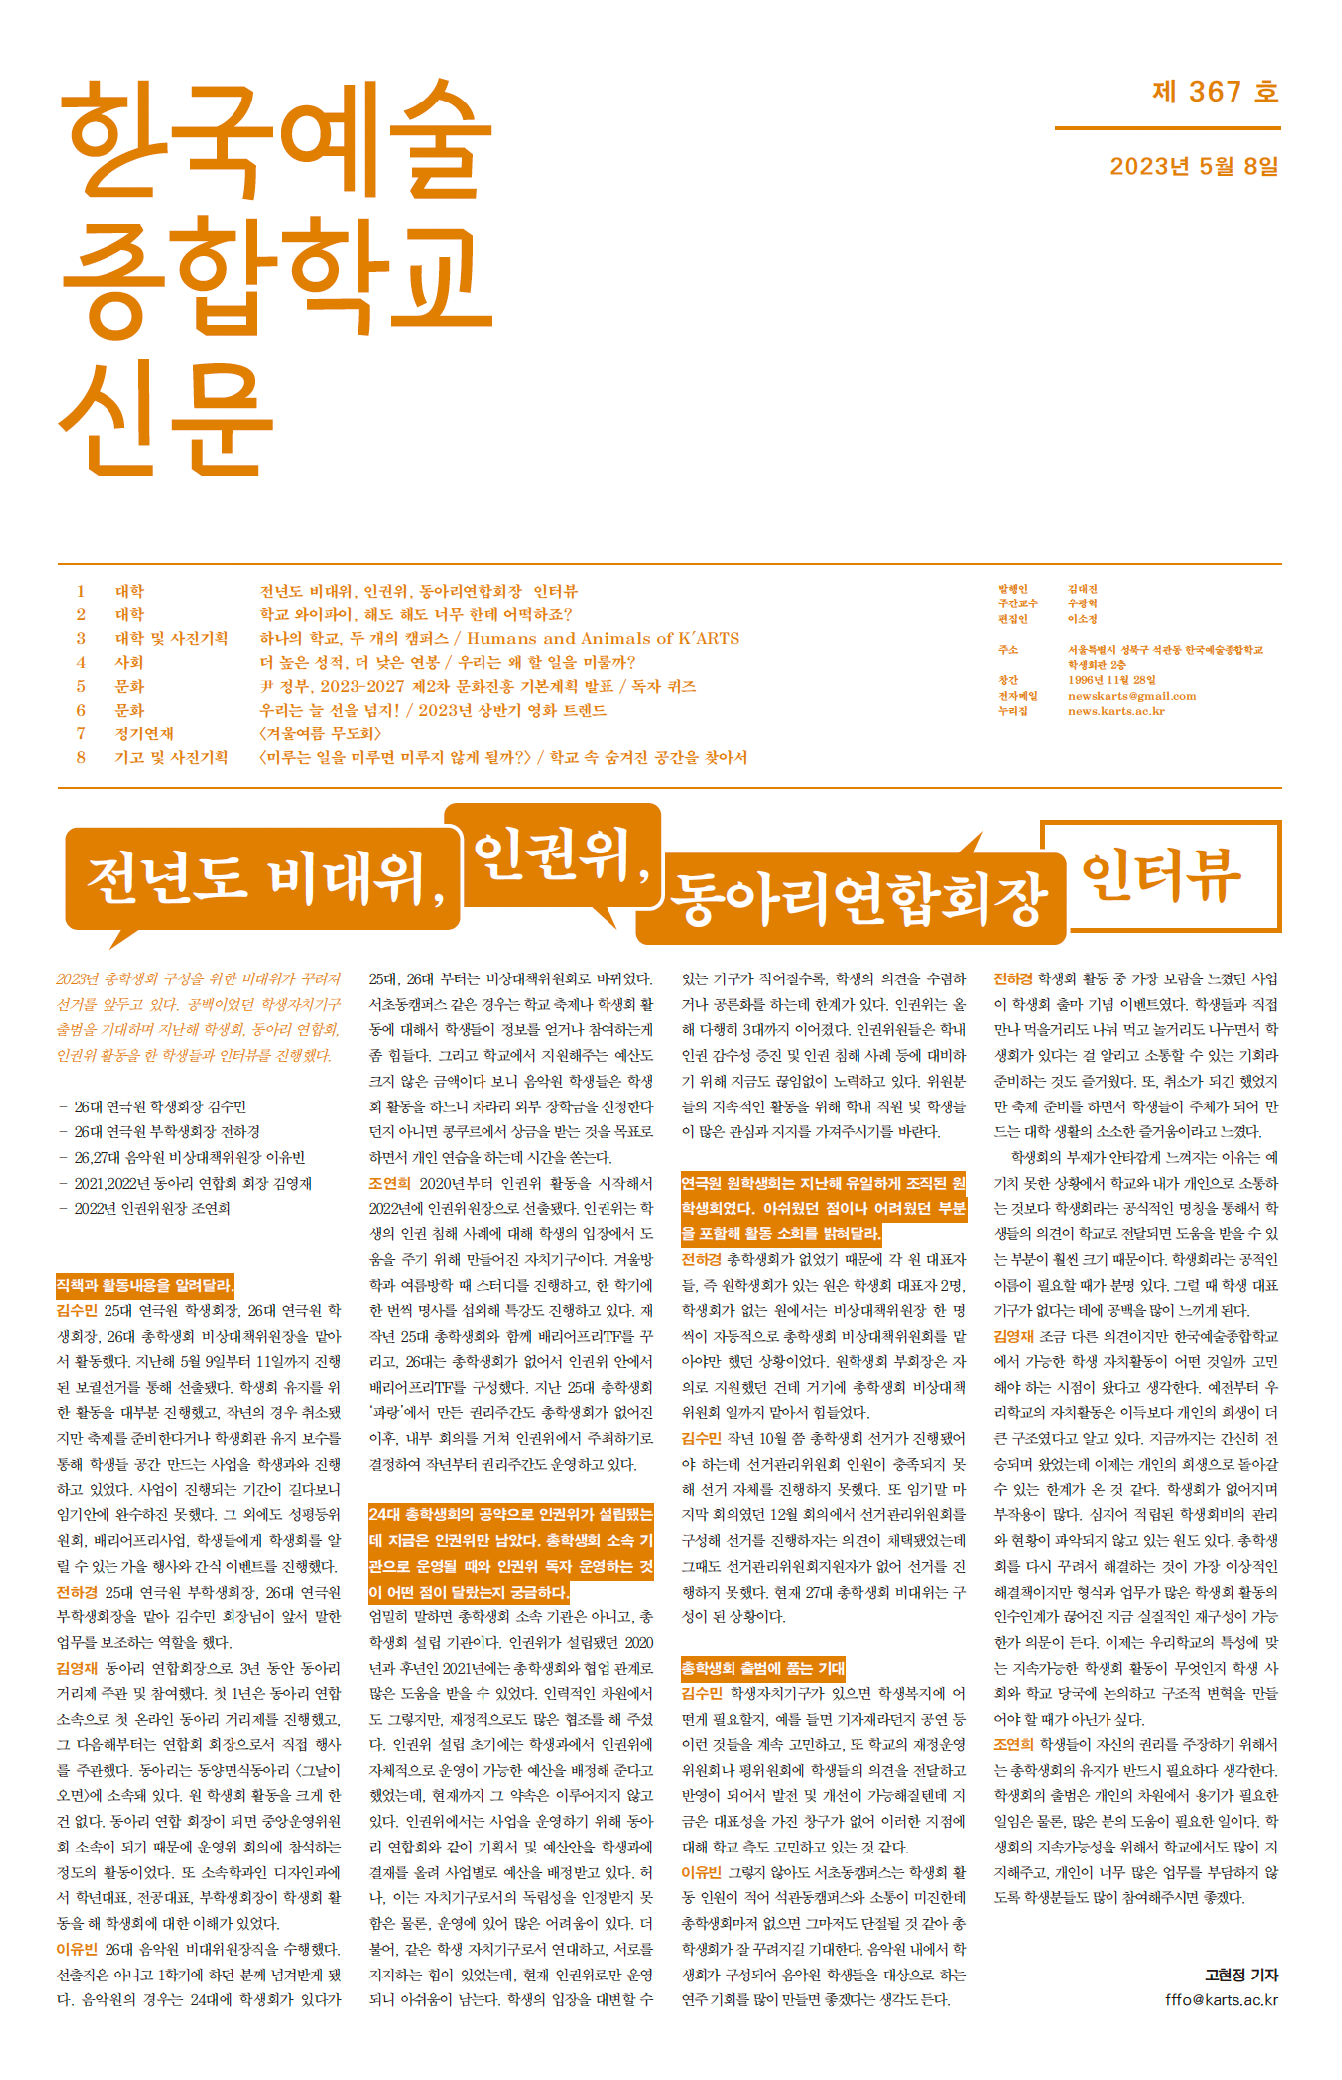 한국예술
종합학교
신문
제 367 호
2023년 5월 8일
1 대학 전년도 비대위, 인권위, 동아리연합회장 인터뷰
2 대학 학교 와이파이, 해도 해도 너무 한데 어떡하죠?
3 대학 및 사진기획 하나의 학교, 두 개의 캠퍼스 / Humans and Animals of K'ARTS
4 사회 더 높은 성적, 더 낮은 연봉 / 우리는 왜 할 일을 미룰까?
5 문화 尹 정부, 2023-2027 제2차 문화진흥 기본계획 발표 / 독자 퀴즈
6 문화 우리는 늘 선을 넘지! / 2023년 상반기 영화 트렌드
7 정기연재 〈겨울여름 무도회〉
8 기고 및 사진기획 〈미루는 일을 미루면 미루지 않게 될까?〉 / 학교 속 숨겨진 공간을 찾아서
발행인 김대진
주간교수 우광혁
편집인 이소정
주소 서울특별시 성북구 석관동 한국예술종합학교
학생회관 2층
창간 1996년 11월 28일
전자메일 newskarts@gmail.com
누리집 news.karts.ac.kr
전년도 비대위,
인권위,
동아리연합회장
인터뷰
2023년 총학생회 구성을 위한 비대위가 꾸려져
선거를 앞두고 있다. 공백이었던 학생자치기구
출범을 기대하며 지난해 학생회, 동아리 연합회,
인권위 활동을 한 학생들과 인터뷰를 진행했다.
- 26대 연극원 학생회장 김수민
- 26대 연극원 부학생회장 전하경
- 26,27대 음악원 비상대책위원장 이유빈
- 2021,2022년 동아리 연합회 회장 김영재
- 2022년 인권위원장 조연희
직책과 활동내용을 알려달라.
김수민 25대 연극원 학생회장, 26대 연극원 학
생회장, 26대 총학생회 비상대책위원장을 맡아
서 활동했다. 지난해 5월 9일부터 11일까지 진행
된 보궐선거를 통해 선출됐다. 학생회 유지를 위
한 활동을 대부분 진행했고, 작년의 경우 취소됐
지만 축제를 준비한다거나 학생회관 유지 보수를
통해 학생들 공간 만드는 사업을 학생과와 진행
하고 있었다. 사업이 진행되는 기간이 길다보니
임기안에 완수하진 못했다. 그 외에도 성평등위
원회, 배리어프리사업, 학생들에게 학생회를 알
릴 수 있는 가을 행사와 간식 이벤트를 진행했다.
전하경 25대 연극원 부학생회장, 26대 연극원
부학생회장을 맡아 김수민 회장님이 앞서 말한
업무를 보조하는 역할을 했다.
김영재 동아리 연합회장으로 3년 동안 동아리
거리제 주관 및 참여했다. 첫 1년은 동아리 연합
소속으로 첫 온라인 동아리 거리제를 진행했고,
그 다음해부터는 연합회 회장으로서 직접 행사
를 주관했다. 동아리는 동양면식동아리 〈그날이
오면〉에 소속돼 있다. 원 학생회 활동을 크게 한
건 없다. 동아리 연합 회장이 되면 중앙운영위원
회 소속이 되기 때문에 운영위 회의에 참석하는
정도의 활동이었다. 또 소속학과인 디자인과에
서 학년대표, 전공대표, 부학생회장이 학생회 활
동을 해 학생회에 대한 이해가 있었다.
이유빈 26대 음악원 비대위원장직을 수행했다.
선출직은 아니고 1학기에 하던 분께 넘겨받게 됐
다. 음악원의 경우는 24대에 학생회가 있다가
25대, 26대 부터는 비상대책위원회로 바뀌었다.
서초동캠퍼스 같은 경우는 학교 축제나 학생회 활
동에 대해서 학생들이 정보를 얻거나 참여하는게
좀 힘들다. 그리고 학교에서 지원해주는 예산도
크지 않은 금액이다 보니 음악원 학생들은 학생
회 활동을 하느니 차라리 외부 장학금을 신청한다
던지 아니면 콩쿠르에서 상금을 받는 것을 목표로
하면서 개인 연습을 하는데 시간을 쏟는다.
조연희 2020년부터 인권위 활동을 시작해서
2022년에 인권위원장으로 선출됐다. 인권위는 학
생의 인권 침해 사례에 대해 학생의 입장에서 도
움을 주기 위해 만들어진 자치기구이다. 겨울방
학과 여름방학 때 스터디를 진행하고, 한 학기에
한 번씩 명사를 섭외해 특강도 진행하고 있다. 재
작년 25대 총학생회와 함께 배리어프리TF를 꾸
리고, 26대는 총학생회가 없어서 인권위 안에서
배리어프리TF를 구성했다. 지난 25대 총학생회
‘파랑’에서 만든 권리주간도 총학생회가 없어진
이후, 내부 회의를 거쳐 인권위에서 주최하기로
결정하여 작년부터 권리주간도 운영하고 있다.
24대 총학생회의 공약으로 인권위가 설립됐는
데 지금은 인권위만 남았다. 총학생회 소속 기
관으로 운영될 때와 인권위 독자 운영하는 것
이 어떤 점이 달랐는지 궁금하다.
엄밀히 말하면 총학생회 소속 기관은 아니고, 총
학생회 설립 기관이다. 인권위가 설립됐던 2020
년과 후년인 2021년에는 총학생회와 협업 관계로
많은 도움을 받을 수 있었다. 인력적인 차원에서
도 그렇지만, 재정적으로도 많은 협조를 해 주셨
다. 인권위 설립 초기에는 학생과에서 인권위에
자체적으로 운영이 가능한 예산을 배정해 준다고
했었는데, 현재까지 그 약속은 이루어지지 않고
있다. 인권위에서는 사업을 운영하기 위해 동아
리 연합회와 같이 기획서 및 예산안을 학생과에
결재를 올려 사업별로 예산을 배정받고 있다. 허
나, 이는 자치기구로서의 독립성을 인정받지 못
함은 물론, 운영에 있어 많은 어려움이 있다. 더
불어, 같은 학생 자치기구로서 연대하고, 서로를
지지하는 힘이 있었는데, 현재 인권위로만 운영
되니 아쉬움이 남는다. 학생의 입장을 대변할 수
있는 기구가 적어질수록, 학생의 의견을 수렴하
거나 공론화를 하는데 한계가 있다. 인권위는 올
해 다행히 3대까지 이어졌다. 인권위원들은 학내
인권 감수성 증진 및 인권 침해 사례 등에 대비하
기 위해 지금도 끊임없이 노력하고 있다. 위원분
들의 지속적인 활동을 위해 학내 직원 및 학생들
이 많은 관심과 지지를 가져주시기를 바란다.
연극원 원학생회는 지난해 유일하게 조직된 원
학생회였다. 아쉬웠던 점이나 어려웠던 부분
을 포함해 활동 소회를 밝혀달라.
전하경 총학생회가 없었기 때문에 각 원 대표자
들, 즉 원학생회가 있는 원은 학생회 대표자 2명,
학생회가 없는 원에서는 비상대책위원장 한 명
씩이 자동적으로 총학생회 비상대책위원회를 맡
아야만 했던 상황이었다. 원학생회 부회장은 자
의로 지원했던 건데 거기에 총학생회 비상대책
위원회 일까지 맡아서 힘들었다.
김수민 작년 10월 쯤 총학생회 선거가 진행됐어
야 하는데 선거관리위원회 인원이 충족되지 못
해 선거 자체를 진행하지 못했다. 또 임기말 마
지막 회의였던 12월 회의에서 선거관리위원회를
구성해 선거를 진행하자는 의견이 채택됐었는데
그때도 선거관리위원회지원자가 없어 선거를 진
행하지 못했다. 현재 27대 총학생회 비대위는 구
성이 된 상황이다.
총학생회 출범에 품는 기대
김수민 학생자치기구가 있으면 학생복지에 어
떤게 필요할지, 예를 들면 기자재라던지 공연 등
이런 것들을 계속 고민하고, 또 학교의 재정운영
위원회나 평위원회에 학생들의 의견을 전달하고
반영이 되어서 발전 및 개선이 가능해질텐데 지
금은 대표성을 가진 창구가 없어 이러한 지점에
대해 학교 측도 고민하고 있는 것 같다.
이유빈 그렇지 않아도 서초동캠퍼스는 학생회 활
동 인원이 적어 석관동캠퍼스와 소통이 미진한데
총학생회마저 없으면 그마저도 단절될 것 같아 총
학생회가 잘 꾸려지길 기대한다. 음악원 내에서 학
생회가 구성되어 음악원 학생들을 대상으로 하는
연주 기회를 많이 만들면 좋겠다는 생각도 든다.
전하경 학생회 활동 중 가장 보람을 느꼈던 사업
이 학생회 출마 기념 이벤트였다. 학생들과 직접
만나 먹을거리도 나눠 먹고 놀거리도 나누면서 학
생회가 있다는 걸 알리고 소통할 수 있는 기회라
준비하는 것도 즐거웠다. 또, 취소가 되긴 했었지
만 축제 준비를 하면서 학생들이 주체가 되어 만
드는 대학 생활의 소소한 즐거움이라고 느꼈다.
학생회의 부재가 안타깝게 느껴지는 이유는 예
기치 못한 상황에서 학교와 내가 개인으로 소통하
는 것보다 학생회라는 공식적인 명칭을 통해서 학
생들의 의견이 학교로 전달되면 도움을 받을 수 있
는 부분이 훨씬 크기 때문이다. 학생회라는 공적인
이름이 필요할 때가 분명 있다. 그럴 때 학생 대표
기구가 없다는 데에 공백을 많이 느끼게 된다.
김영재 조금 다른 의견이지만 한국예술종합학교
에서 가능한 학생 자치활동이 어떤 것일까 고민
해야 하는 시점이 왔다고 생각한다. 예전부터 우
리학교의 자치활동은 이득보다 개인의 희생이 더
큰 구조였다고 알고 있다. 지금까지는 간신히 전
승되며 왔었는데 이제는 개인의 희생으로 돌아갈
수 있는 한계가 온 것 같다. 학생회가 없어지며
부작용이 많다. 심지어 적립된 학생회비의 관리
와 현황이 파악되지 않고 있는 원도 있다. 총학생
회를 다시 꾸려서 해결하는 것이 가장 이상적인
해결책이지만 형식과 업무가 많은 학생회 활동의
인수인계가 끊어진 지금 실질적인 재구성이 가능
한가 의문이 든다. 이제는 우리학교의 특성에 맞
는 지속가능한 학생회 활동이 무엇인지 학생 사
회와 학교 당국에 논의하고 구조적 변혁을 만들
어야 할 때가 아닌가 싶다.
조연희 학생들이 자신의 권리를 주장하기 위해서
는 총학생회의 유지가 반드시 필요하다 생각한다.
학생회의 출범은 개인의 차원에서 용기가 필요한
일임은 물론, 많은 분의 도움이 필요한 일이다. 학
생회의 지속가능성을 위해서 학교에서도 많이 지
지해주고, 개인이 너무 많은 업무를 부담하지 않
도록 학생분들도 많이 참여해주시면 좋겠다.
고현정 기자
fffo@karts.ac.kr